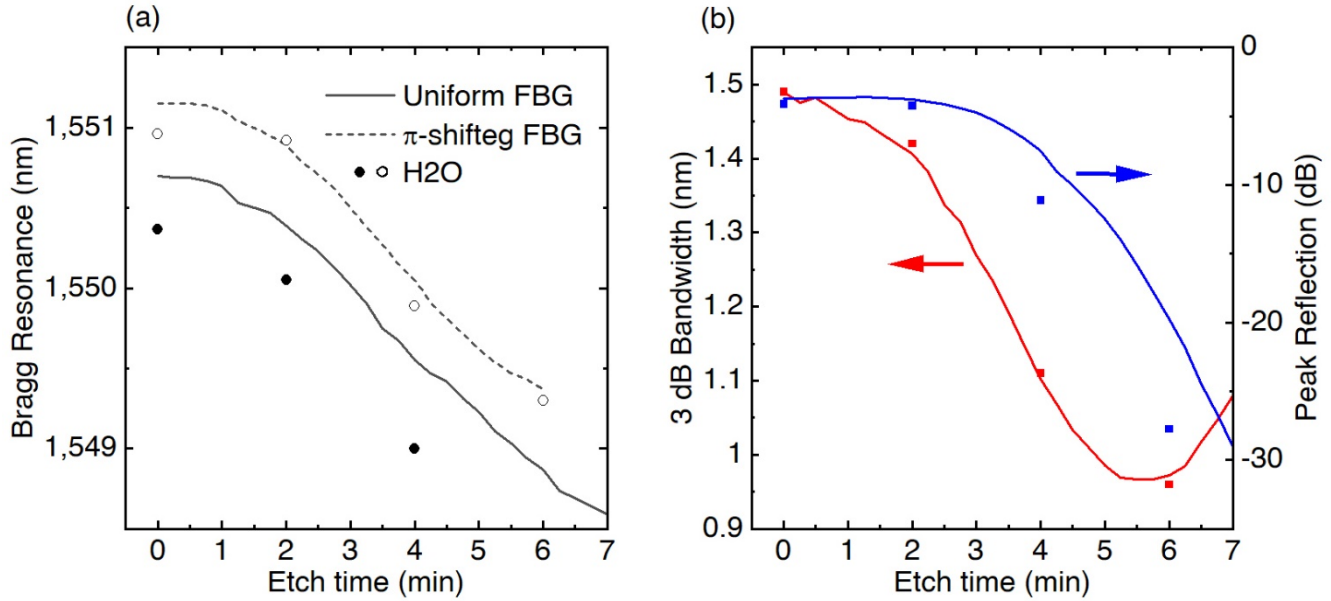 (a)
Uniform FBG
π-shifteg FBG
H2O
1,551
1,550
1,549
Bragg Resonance (nm)
0 1 2 3 4 5 6 7
Etch time (min)
(b)
1.5
1.4
1.3
1.2
1.1
1
0.9
3 dB Bandwidth (nm)
0
-10
-20
-30
Peak Reflection (dB)
0 1 2 3 4 5 6 7
Etch time (min)